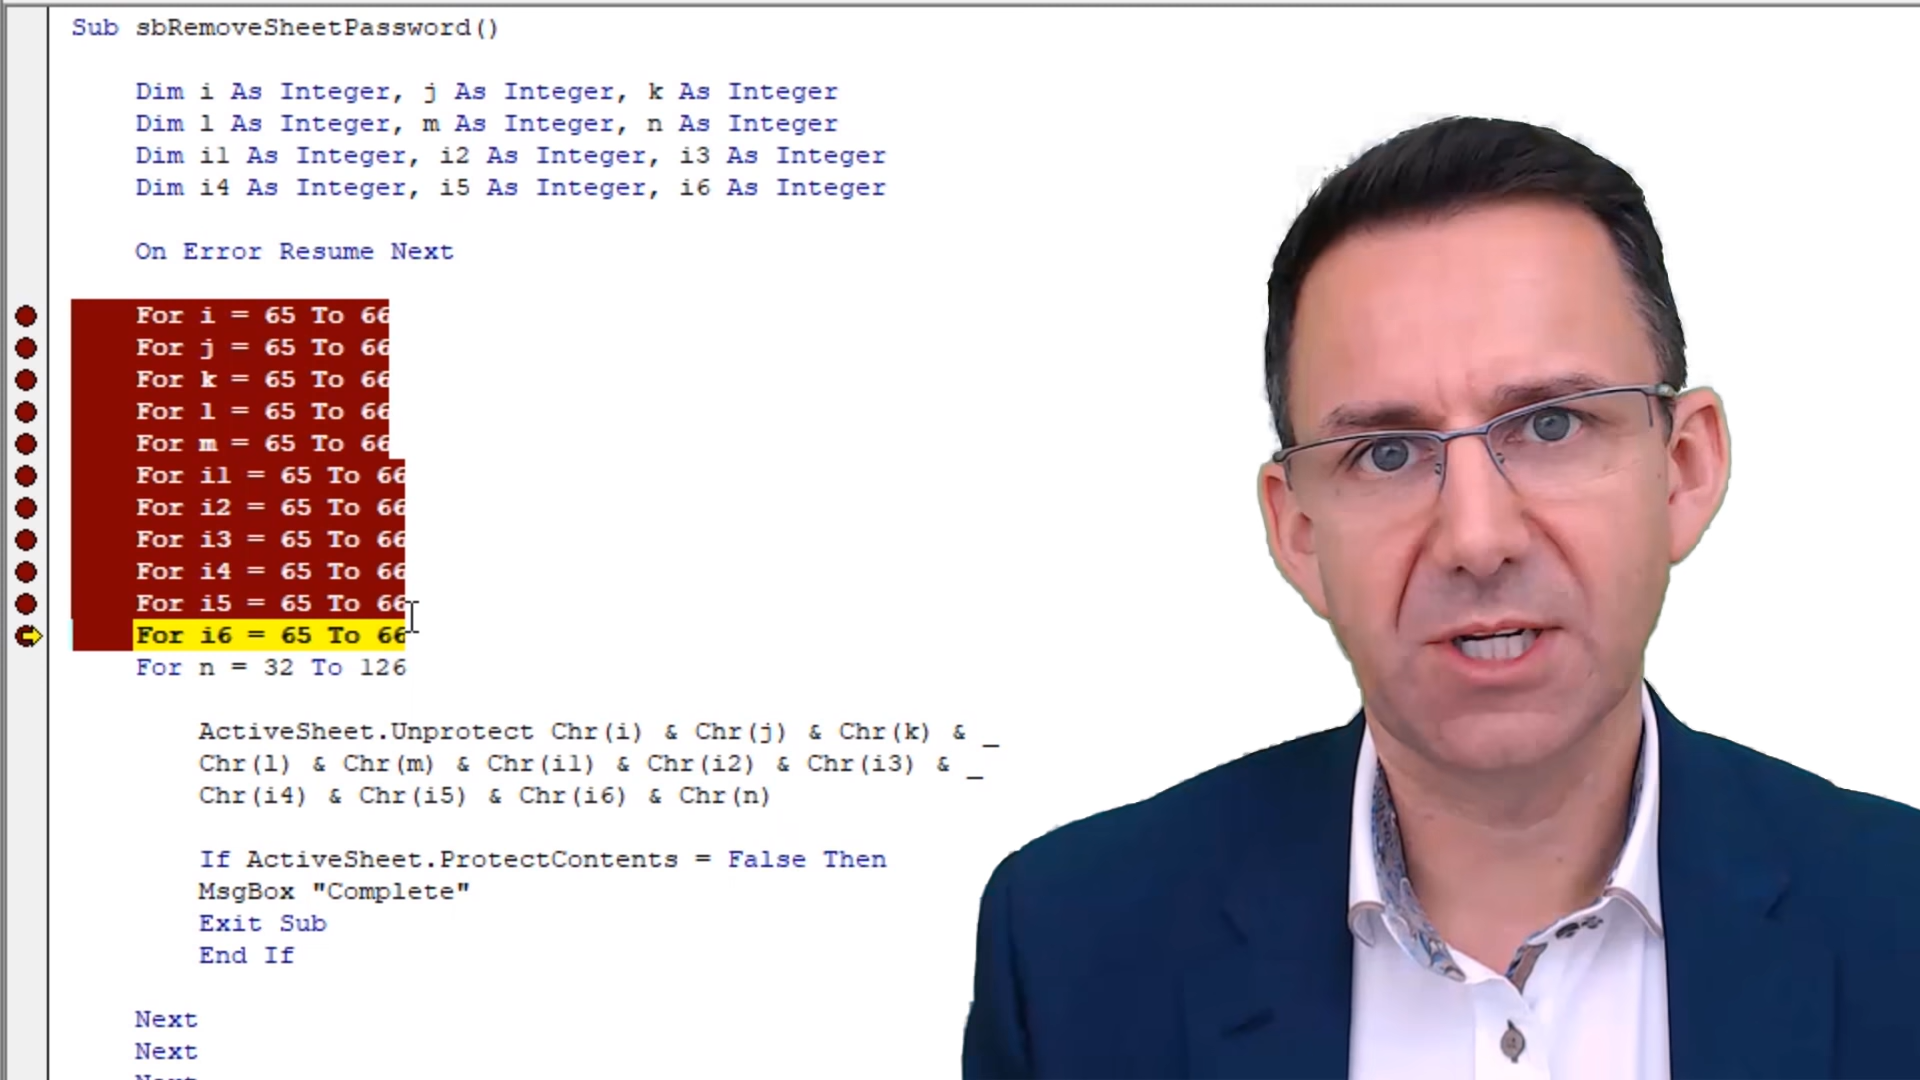 Sub sbRemoveSheetPassword()
Dim i As Integer, j As Integer, k As Integer
Dim l As Integer, m As Integer, n As Integer
Dim i1 As Integer, i2 As Integer, i3 As Integer
Dim i4 As Integer, i5 As Integer, i6 As Integer
On Error Resume Next
For i = 65 To 66
For j = 65 To 66
For k = 65 To 66
For l = 65 To 66
For m = 65 To 66
For i1 = 65 To 66
For i2 = 65 To 66
For i3 = 65 To 66
For i4 = 65 To 66
For i5 = 65 To 66
For i6 = 65 To 66
For n = 32 To 126
ActiveSheet.Unprotect Chr(i) & Chr(j) & Chr(k) & _
Chr(l) & Chr(m) & Chr(i1) & Chr(i2) & Chr(i3) & _
Chr(i4) & Chr(i5) & Chr(i6) & Chr(n)
If ActiveSheet.ProtectContents = False Then
MsgBox "Complete"
Exit Sub
End If
Next
Next